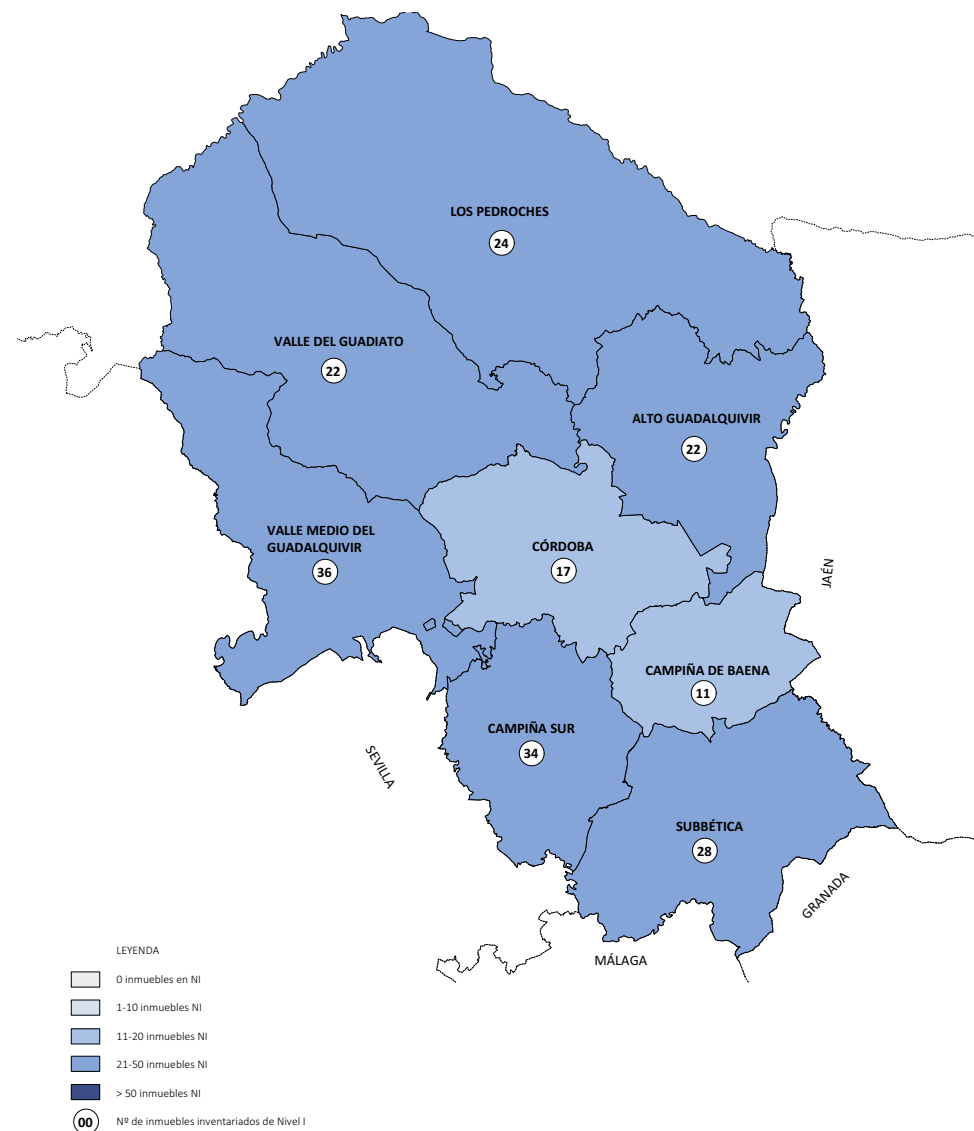 LOS PEDROCHES
24
VALLE DEL GUADIATO
22
ALTO GUADALQUIVIR
22
VALLE MEDIO DEL
GUADALQUIVIR
36
CÓRDOBA
17
JAÉN
CAMPIÑA DE BAENA
11
CAMPIÑA SUR
34
SEVILLA
SUBBÉTICA
28
GRANADA
MÁLAGA
LEYENDA
0 inmuebles en NI
1-10 inmuebles NI
11-20 inmuebles NI
21-50 inmuebles NI
> 50 inmuebles NI
00 Nº de inmuebles inventariados de Nivel I